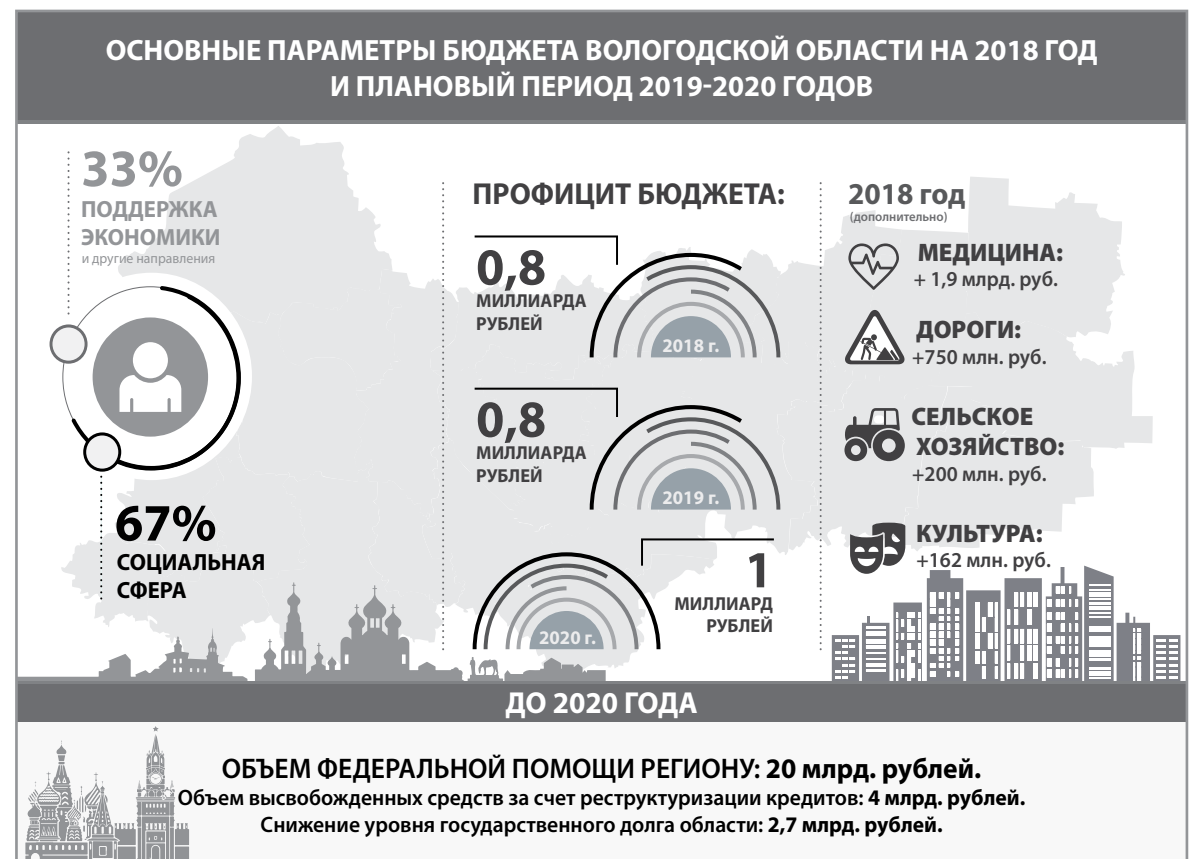 ОСНОВНЫЕ ПАРАМЕТРЫ БЮДЖЕТА ВОЛОГОДСКОЙ ОБЛАСТИ НА 2018 ГОД
И ПЛАНОВЫЙ ПЕРИОД 2019-2020 ГОДОВ
33%
ПОДДЕРЖКА
ЭКОНОМИКИ
и другие направления
67%
СОЦИАЛЬНАЯ
СФЕРА
ПРОФИЦИТ БЮДЖЕТА:
0,8
МИЛЛИАРДА
РУБЛЕЙ
2018 г.
0,8
МИЛЛИАРДА
РУБЛЕЙ
2019 г.
1
МИЛЛИАРД
РУБЛЕЙ
2020 г.
2018 год
(дополнительно)
МЕДИЦИНА:
+ 1,9 млрд. руб.
ДОРОГИ:
+750 млн. руб.
СЕЛЬСКОЕ
ХОЗЯЙСТВО:
+200 млн. руб.
КУЛЬТУРА:
+162 млн. руб.
ДО 2020 ГОДА
ОБЪЕМ ФЕДЕРАЛЬНОЙ ПОМОЩИ РЕГИОНУ: 20 млрд. рублей.
Объем высвобожденных средств за счет реструктуризации кредитов: 4 млрд. рублей.
Снижение уровня государственного долга области: 2,7 млрд. рублей.